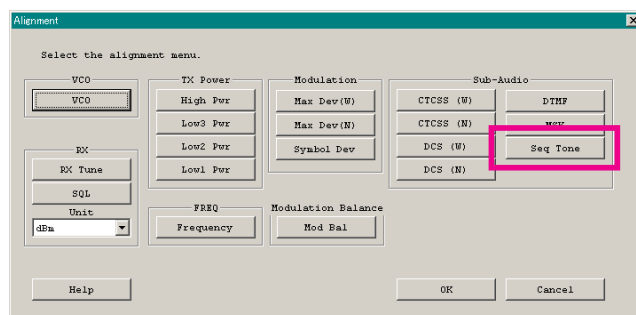 Alignment
Select the alignment menu.
VCO TX Power Modulation Sub-Audio
VCO High Pwr Max Dev(W) CTCSS (W) DTMF
Low3 Pwr Max Dev(N) CTCSS (N) MSK
RX Low2 Pwr Symbol Dev DCS (W) Seq Tone
RX Tune Low1 Pwr DCS (N)
SQL
Unit FREQ Modulation Balance
dBm Frequency Mod Bal
Help OK Cancel